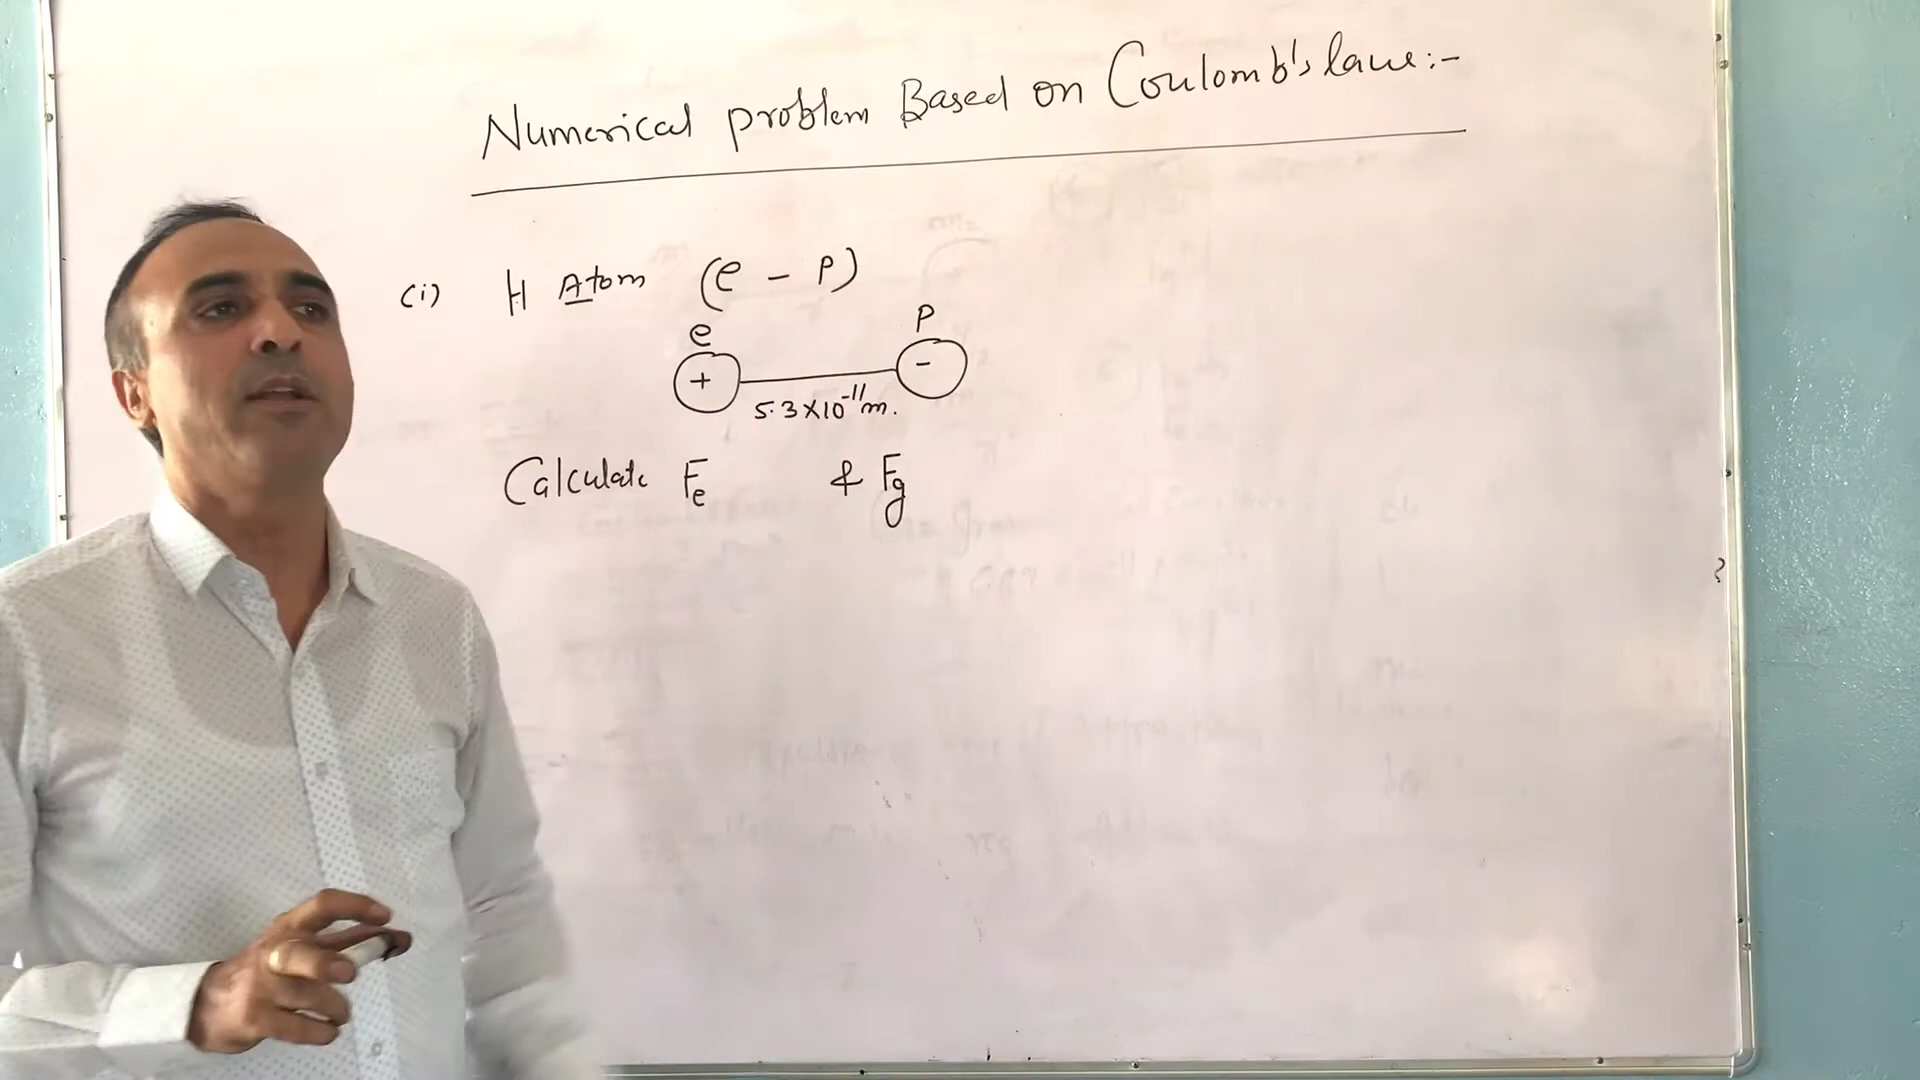 Numerical problem Based on Coulomb's law:-
(i) H Atom (e - P)
e P
+ -
5.3×10⁻¹¹m.
Calculate Fe & Fg